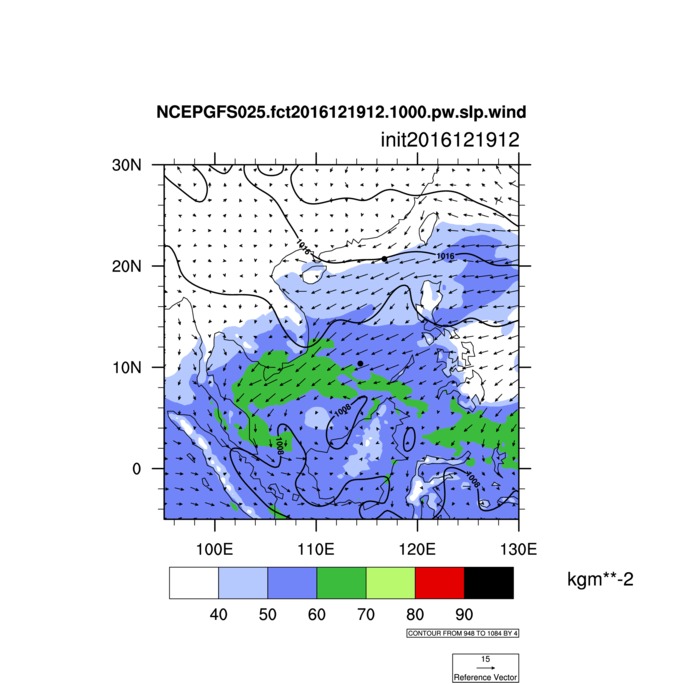 NCEPGFS025.fct2016121912.1000.pw.slp.wind
init2016121912
30N
1016
1016
20N
10N
1008
1008
1008
0
100E 110E 120E 130E
kgm**-2
40 50 60 70 80 90
CONTOUR FROM 948 TO 1084 BY 4
15
Reference Vector